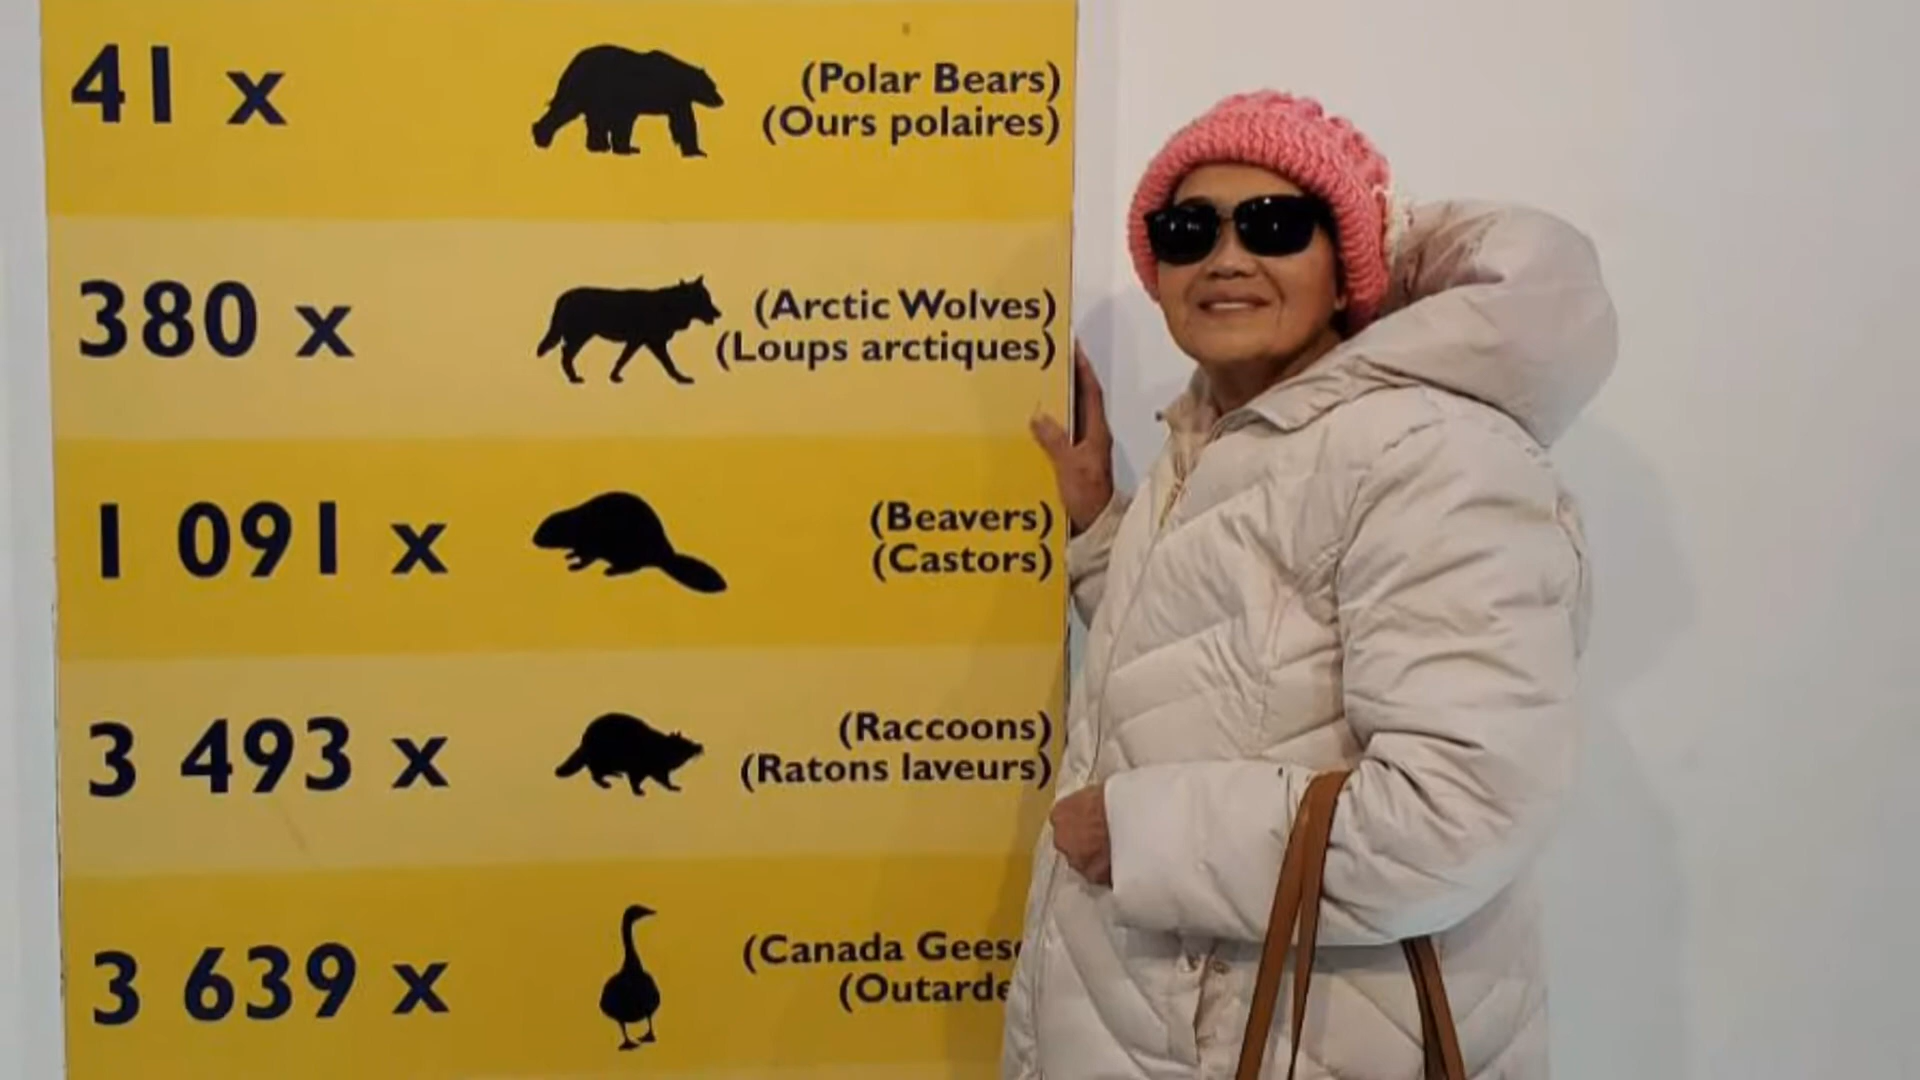 41 x
(Polar Bears)
(Ours polaires)
380 x
(Arctic Wolves)
(Loups arctiques)
1 091 x
(Beavers)
(Castors)
3 493 x
(Raccoons)
(Ratons laveurs)
3 639 x
(Canada Gees
(Outarde